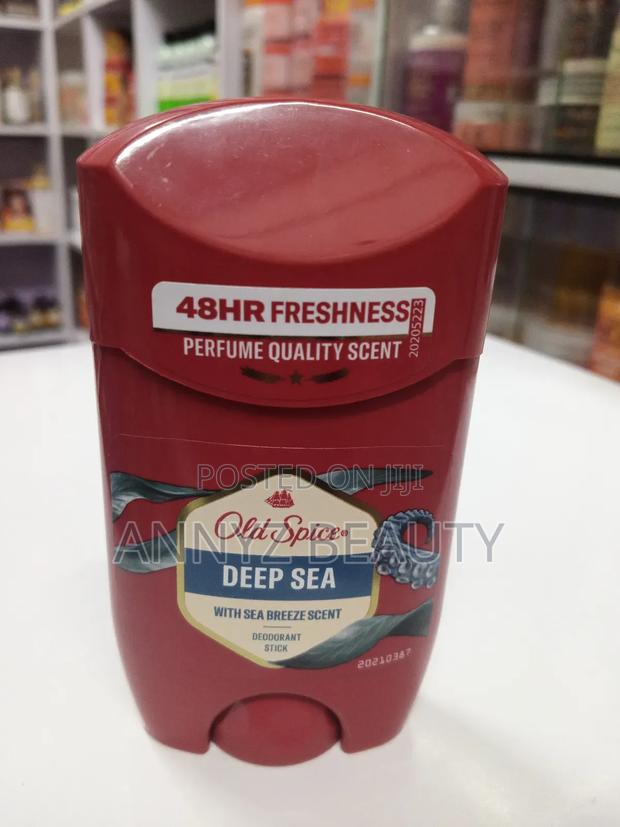 48HR FRESHNESS
20205223
PERFUME QUALITY SCENT
POSTED ON JIJI
ANNYZ BEAUTY
Old Spice®
DEEP SEA
WITH SEA BREEZE SCENT
DEODORANT
STICK
20210387